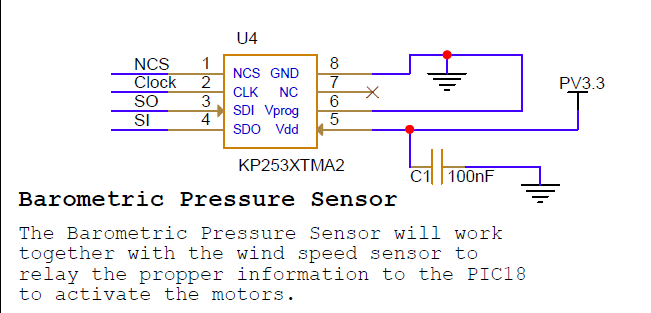 U4
NCS 1 NCS GND 8
Clock 2 CLK NC 7
SO 3 SDI Vprog 6
SI 4 SDO Vdd 5
PV3.3
KP253XTMA2
C1 100nF
Barometric Pressure Sensor
The Barometric Pressure Sensor will work
together with the wind speed sensor to
relay the propper information to the PIC18
to activate the motors.